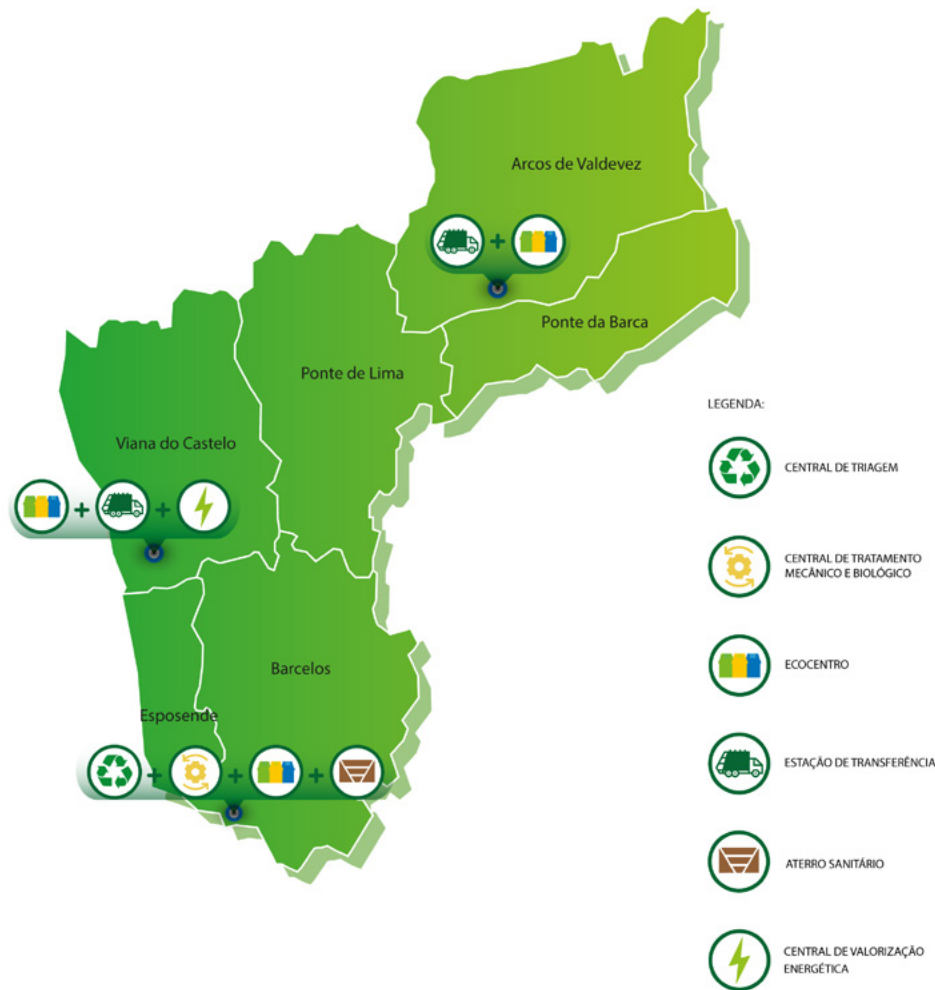 Arcos de Valdevez
Ponte da Barca
Ponte de Lima
Viana do Castelo
Barcelos
Esposende
LEGENDA:
CENTRAL DE TRIAGEM
CENTRAL DE TRATAMENTO
MECÂNICO E BIOLÓGICO
ECOCENTRO
ESTAÇÃO DE TRANSFERÊNCIA
ATERRO SANITÁRIO
CENTRAL DE VALORIZAÇÃO
ENERGÉTICA